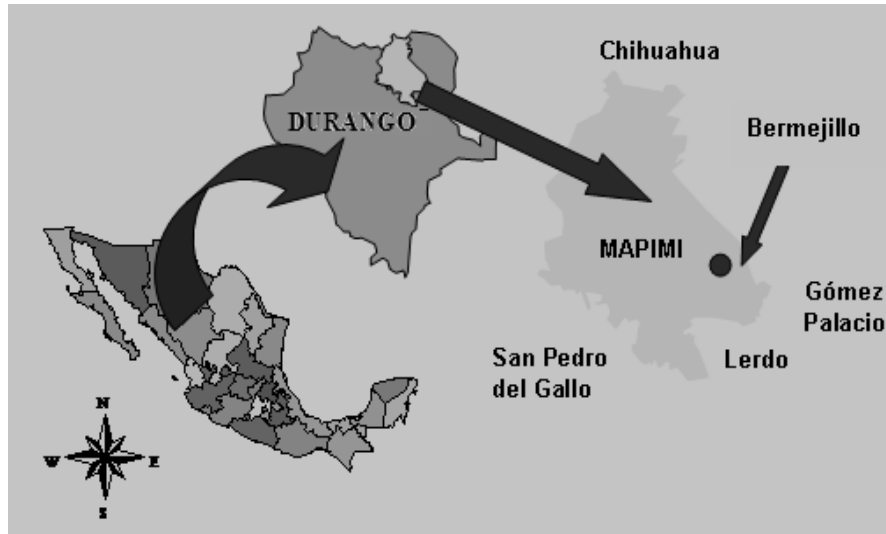 Chihuahua
DURANGO
Bermejillo
MAPIMI
Gómez
Palacio
San Pedro
del Gallo
Lerdo
N
W
E
S